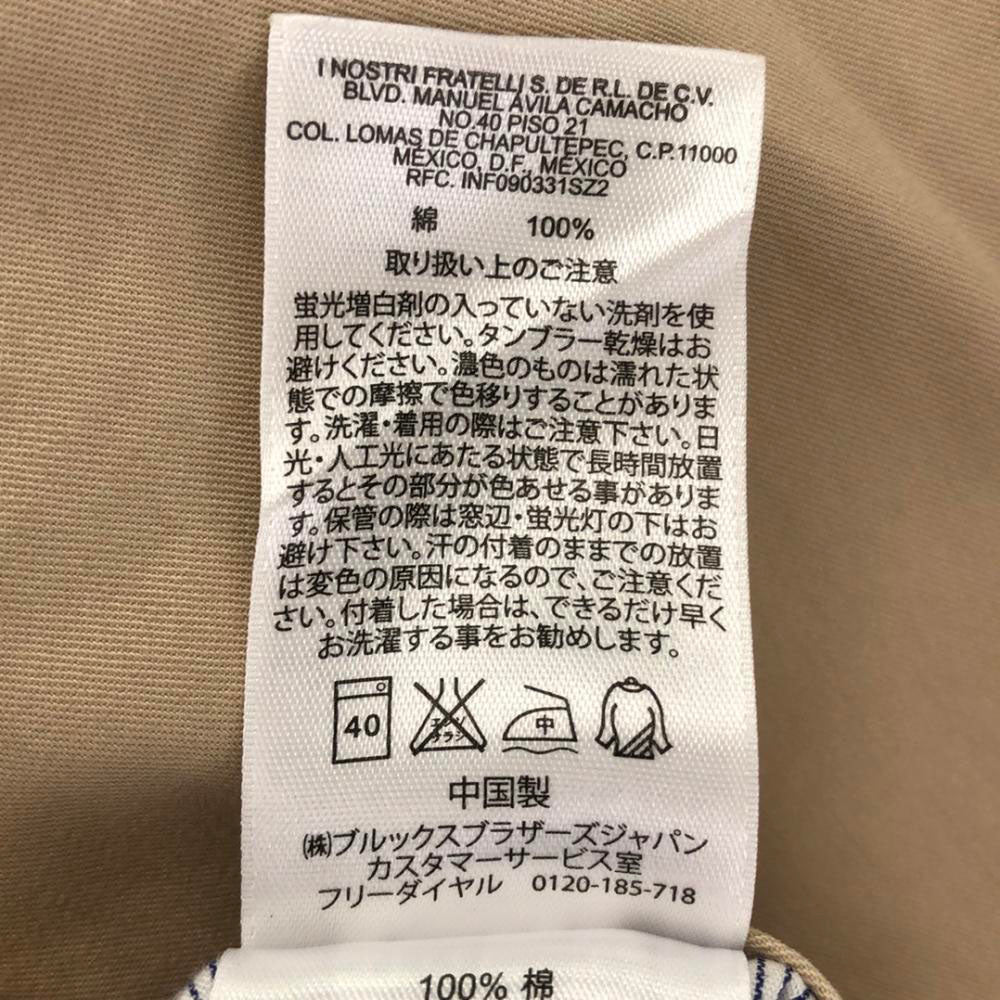 I NOSTRI FRATELLI S. DE R.L. DE C.V.
BLVD. MANUEL AVILA CAMACHO
NO.40 PISO 21
COL. LOMAS DE CHAPULTEPEC, C.P.11000
MÉXICO, D.F., MÉXICO
RFC. INF090331SZ2
綿 100%
取り扱い上のご注意
蛍光増白剤の入っていない洗剤を使
用してください。タンブラー乾燥はお
避けください。濃色のものは濡れた状
態での摩擦で色移りすることがありま
す。洗濯・着用の際はご注意下さい。日
光・人工光にあたる状態で長時間放置
するとその部分が色あせる事がありま
す。保管の際は窓辺・蛍光灯の下はお
避け下さい。汗の付着のままでの放置
は変色の原因になるので、ご注意くだ
さい。付着した場合は、できるだけ早く
お洗濯する事をお勧めします。
40 エンソ 中
サラシ
中国製
㈱ブルックスブラザーズジャパン
カスタマーサービス室
フリーダイヤル 0120-185-718
100% 棉